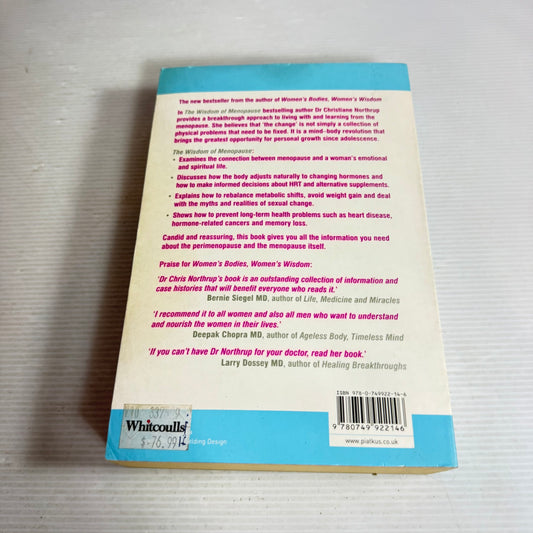 The new bestseller from the author of Women's Bodies, Women's Wisdom
In The Wisdom of Menopause bestselling author Dr Christiane Northrup
provides a breakthrough approach to living with and learning from the
menopause. She believes that 'the change' is not simply a collection of
physical problems that need to be fixed. It is a mind–body revolution that
brings the greatest opportunity for personal growth since adolescence.
The Wisdom of Menopause:
• Examines the connection between menopause and a woman's emotional
and spiritual life.
• Discusses how the body adjusts naturally to changing hormones and
how to make informed decisions about HRT and alternative supplements.
• Explains how to rebalance metabolic shifts, avoid weight gain and deal
with the myths and realities of sexual change.
• Shows how to prevent long-term health problems such as heart disease,
hormone-related cancers and memory loss.
Candid and reassuring, this book gives you all the information you need
about the perimenopause and the menopause itself.
Praise for Women's Bodies, Women's Wisdom:
'Dr Chris Northrup's book is an outstanding collection of information and
case histories that will benefit everyone who reads it.'
Bernie Siegel MD, author of Life, Medicine and Miracles
'I recommend it to all women and also all men who want to understand
and nourish the women in their lives.'
Deepak Chopra MD, author of Ageless Body, Timeless Mind
'If you can't have Dr Northrup for your doctor, read her book.'
Larry Dossey MD, author of Healing Breakthroughs
ISBN 978-0-749922-14-6
9 780749 922146
www.piatkus.co.uk
Whitcoulls
$-76.99
Design